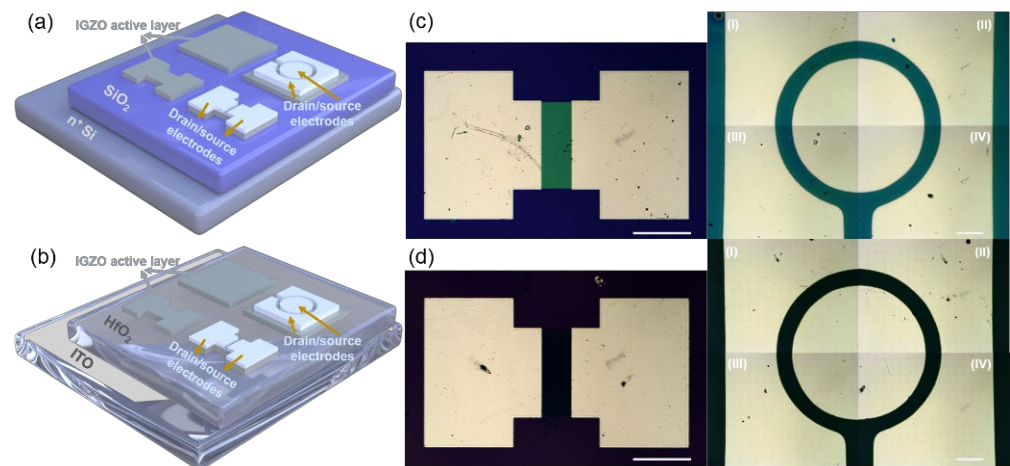 (a)
IGZO active layer
SiO₂
n⁺ Si
Drain/source
electrodes
Drain/source
electrodes
(b)
IGZO active layer
HfO₂
ITO
Drain/source
electrodes
Drain/source
electrodes
(c)
(I)
(II)
(III)
(IV)
(d)
(I)
(II)
(III)
(IV)